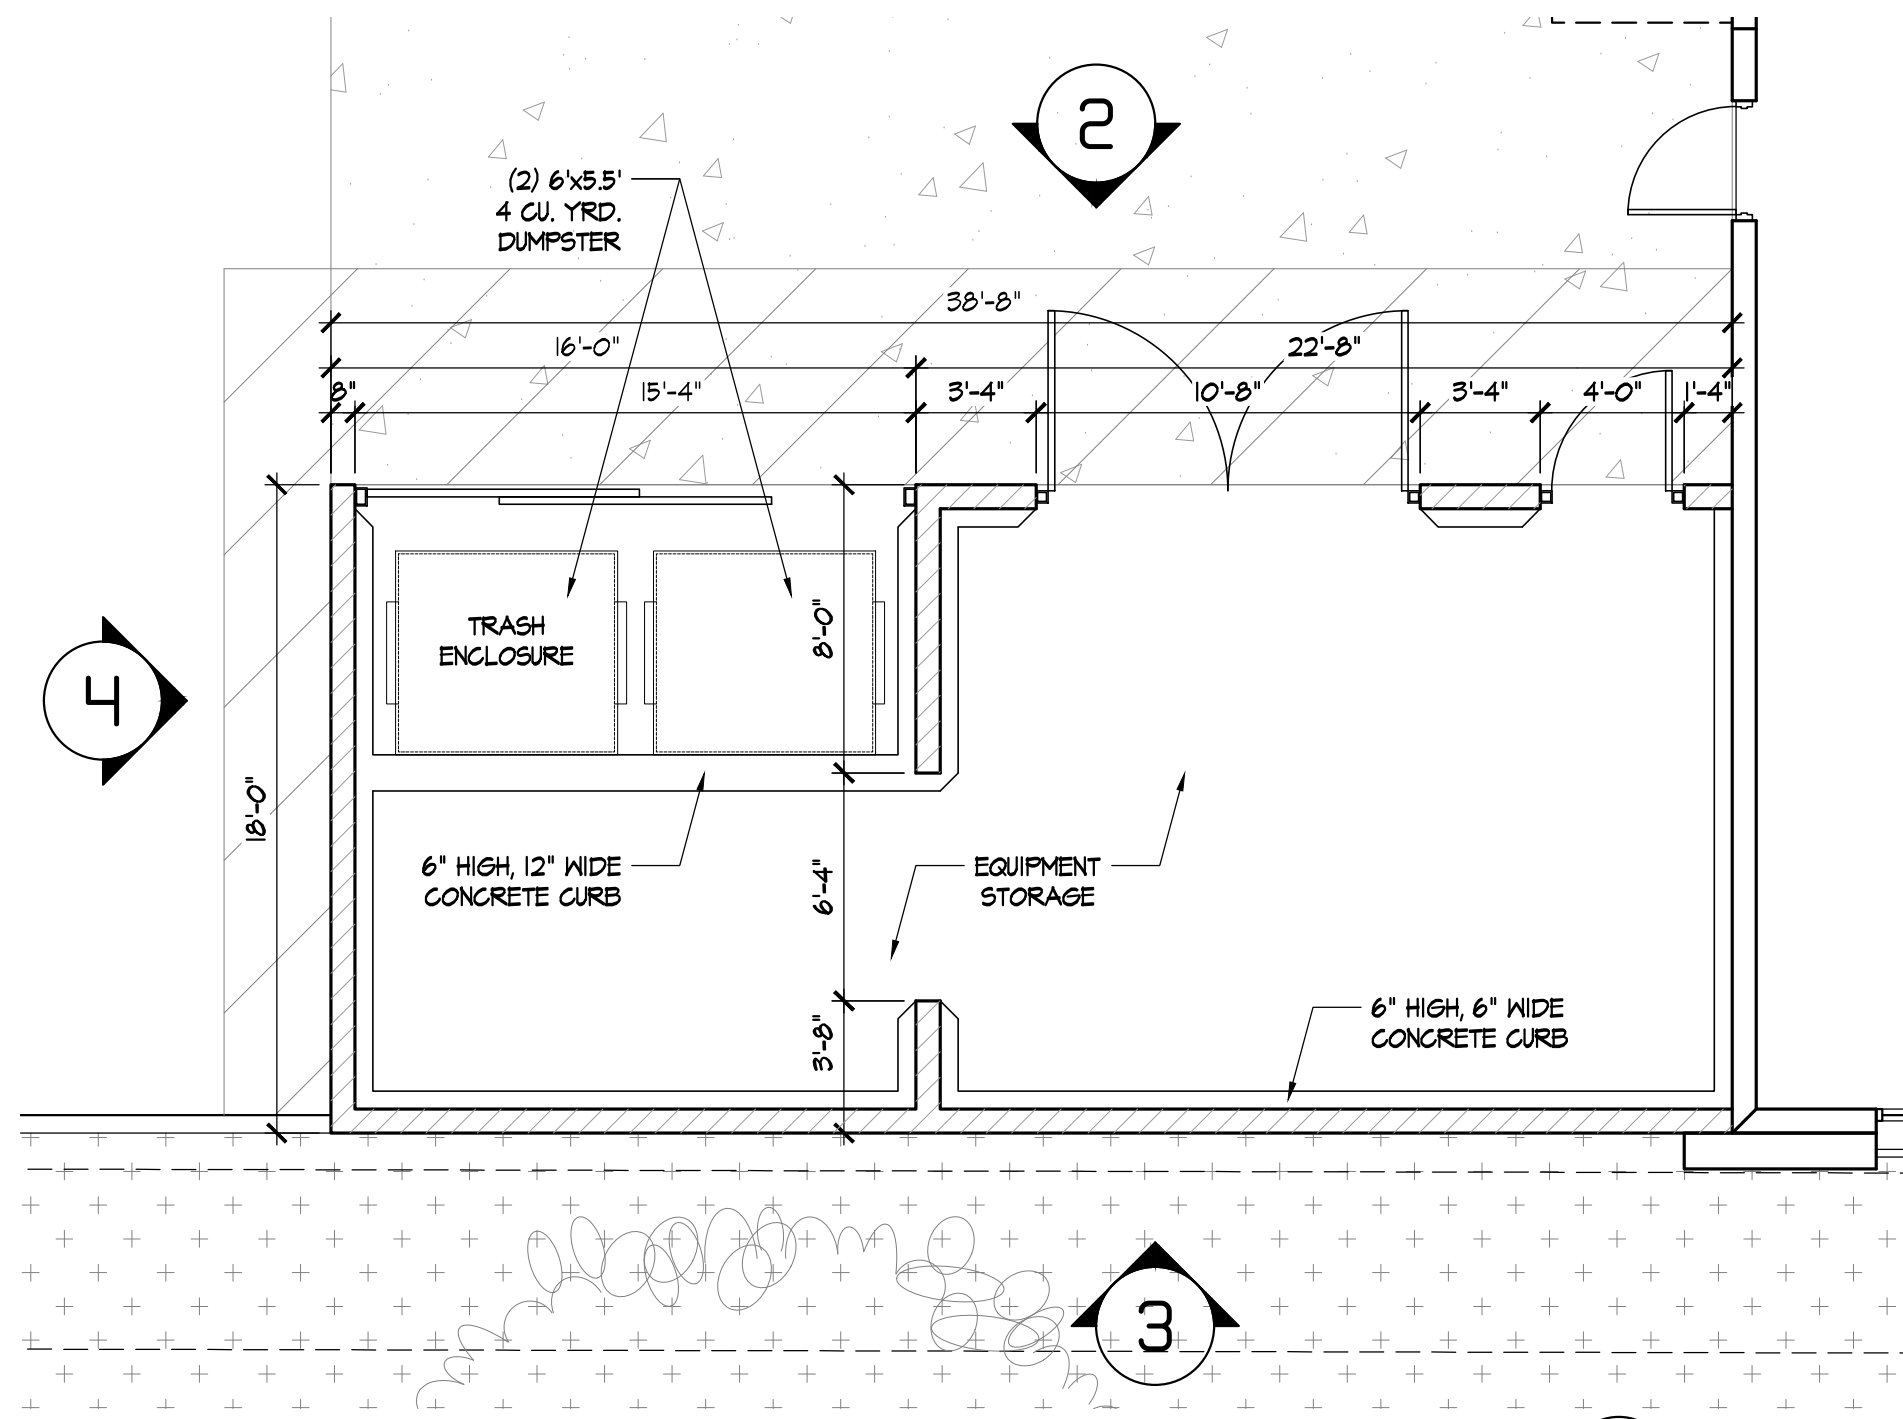 2
(2) 6'x5.5'
4 CU. YRD.
DUMPSTER
38'-8"
16'-0"
22'-8"
8"
15'-4"
3'-4"
10'-8"
3'-4"
4'-0"
1'-4"
TRASH
ENCLOSURE
8'-0"
4
18'-0"
6" HIGH, 12" WIDE
CONCRETE CURB
6'-4"
EQUIPMENT
STORAGE
3'-8"
6" HIGH, 6" WIDE
CONCRETE CURB
3